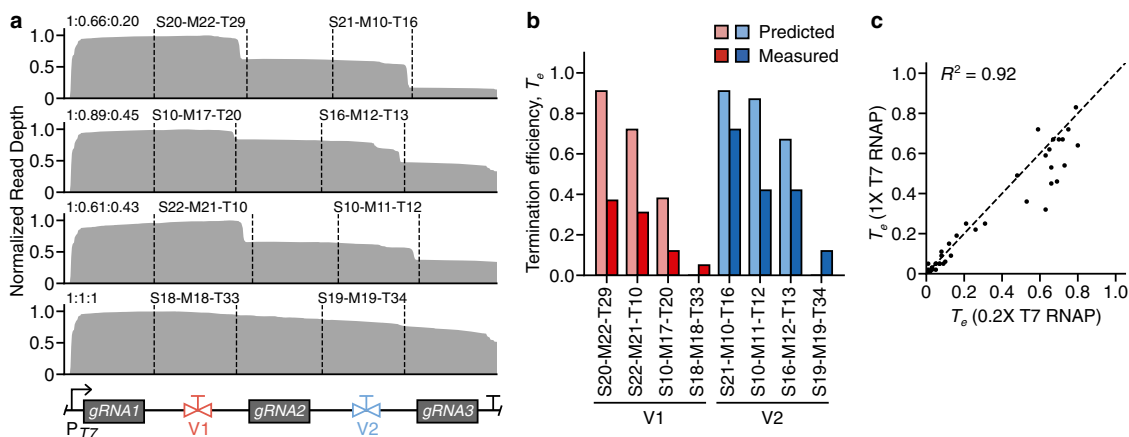 a
Normalized Read Depth
1:0.66:0.20
S20-M22-T29
S21-M10-T16
1.0
0.5
0
1:0.89:0.45
S10-M17-T20
S16-M12-T13
1.0
0.5
0
1:0.61:0.43
S22-M21-T10
S10-M11-T12
1.0
0.5
0
1:1:1
S18-M18-T33
S19-M19-T34
1.0
0.5
0
PT7
gRNA1
V1
gRNA2
V2
gRNA3
b
Predicted
Measured
Termination efficiency, Te
1.0
0.8
0.6
0.4
0.2
0.0
S20-M22-T29
S22-M21-T10
S10-M17-T20
S18-M18-T33
S21-M10-T16
S10-M11-T12
S16-M12-T13
S19-M19-T34
V1
V2
c
R² = 0.92
Te (1X T7 RNAP)
1.0
0.8
0.6
0.4
0.2
0
0 0.2 0.4 0.6 0.8 1.0
Te (0.2X T7 RNAP)